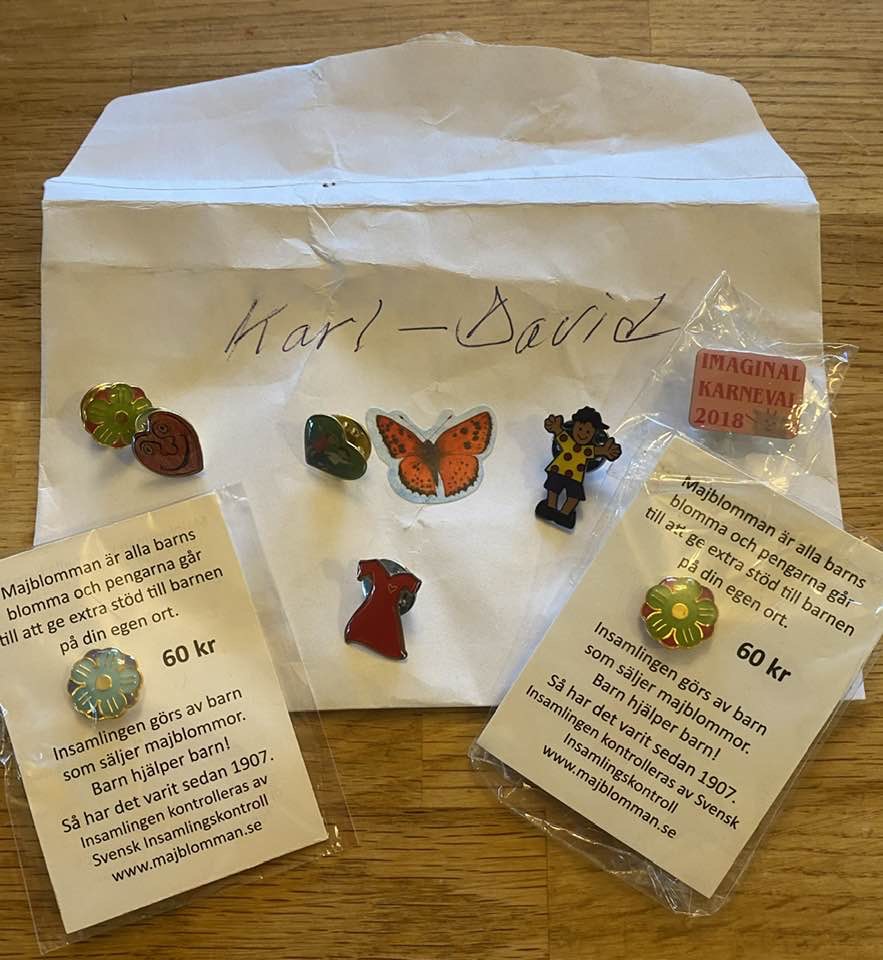 Karl-David
IMAGINAL
KARNEVAL
2018
Majblomman är alla barns
blomma och pengarna går
till att ge extra stöd till barnen
på din egen ort.
60 kr
Insamlingen görs av barn
som säljer majblommor.
Barn hjälper barn!
Så har det varit sedan 1907.
Insamlingen kontrolleras av
Svensk Insamlingskontroll
www.majblomman.se
Majblomman är alla barns
blomma och pengarna går
till att ge extra stöd till barnen
på din egen ort.
60 kr
Insamlingen görs av barn
som säljer majblommor.
Barn hjälper barn!
Så har det varit sedan 1907.
Insamlingen kontrolleras av Svensk
Insamlingskontroll
www.majblomman.se